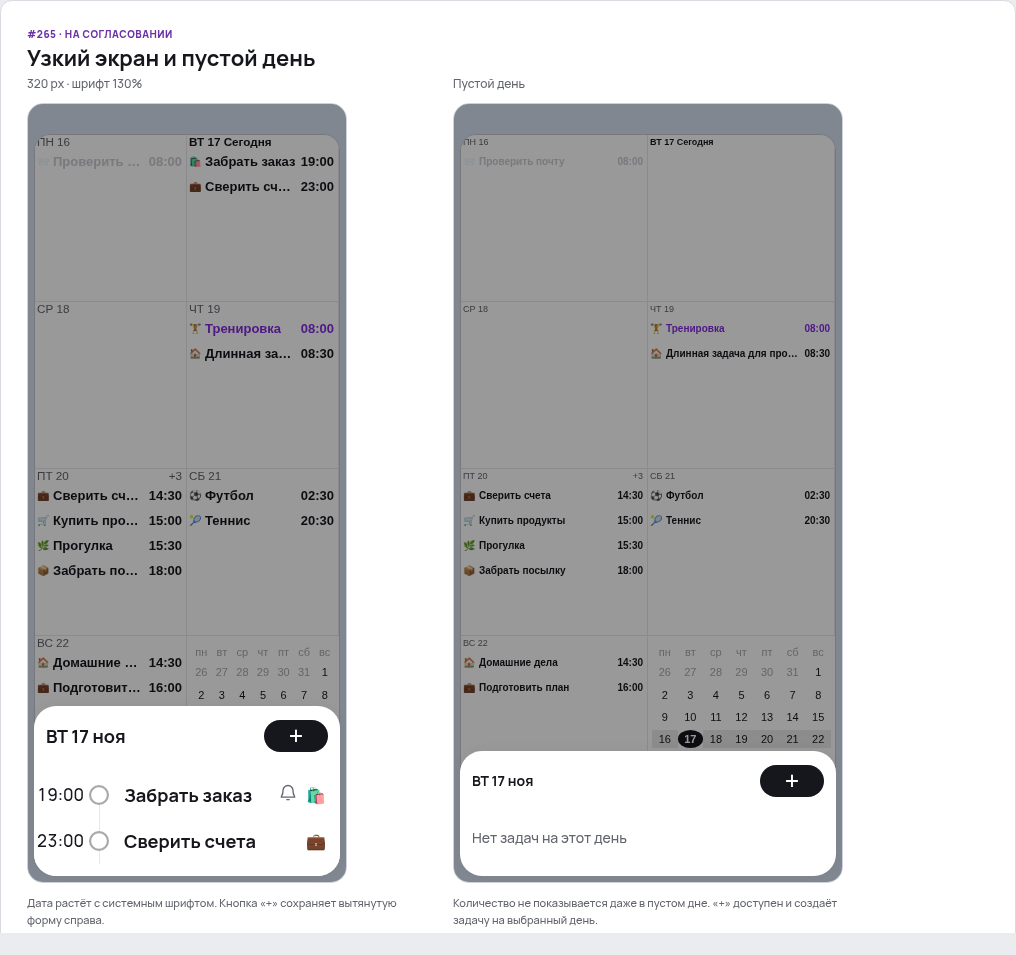 #265 · НА СОГЛАСОВАНИИ
Узкий экран и пустой день
320 px · шрифт 130%
ПН 16
Проверить ... 08:00
ВТ 17 Сегодня
Забрать заказ 19:00
Сверить сч... 23:00
СР 18
ЧТ 19
Тренировка 08:00
Длинная за... 08:30
ПТ 20 +3
Сверить сч... 14:30
Купить про... 15:00
Прогулка 15:30
Забрать по... 18:00
СБ 21
Футбол 02:30
Теннис 20:30
ВС 22
Домашние ... 14:30
Подготовит... 16:00
пн вт ср чт пт сб вс
26 27 28 29 30 31 1
2 3 4 5 6 7 8
ВТ 17 ноя
+
19:00 Забрать заказ
23:00 Сверить счета
Дата растёт с системным шрифтом. Кнопка «+» сохраняет вытянутую
форму справа.
Пустой день
ПН 16
Проверить почту 08:00
ВТ 17 Сегодня
СР 18
ЧТ 19
Тренировка 08:00
Длинная задача для про... 08:30
ПТ 20 +3
Сверить счета 14:30
Купить продукты 15:00
Прогулка 15:30
Забрать посылку 18:00
СБ 21
Футбол 02:30
Теннис 20:30
ВС 22
Домашние дела 14:30
Подготовить план 16:00
пн вт ср чт пт сб вс
26 27 28 29 30 31 1
2 3 4 5 6 7 8
9 10 11 12 13 14 15
16 17 18 19 20 21 22
ВТ 17 ноя
+
Нет задач на этот день
Количество не показывается даже в пустом дне. «+» доступен и создаёт
задачу на выбранный день.